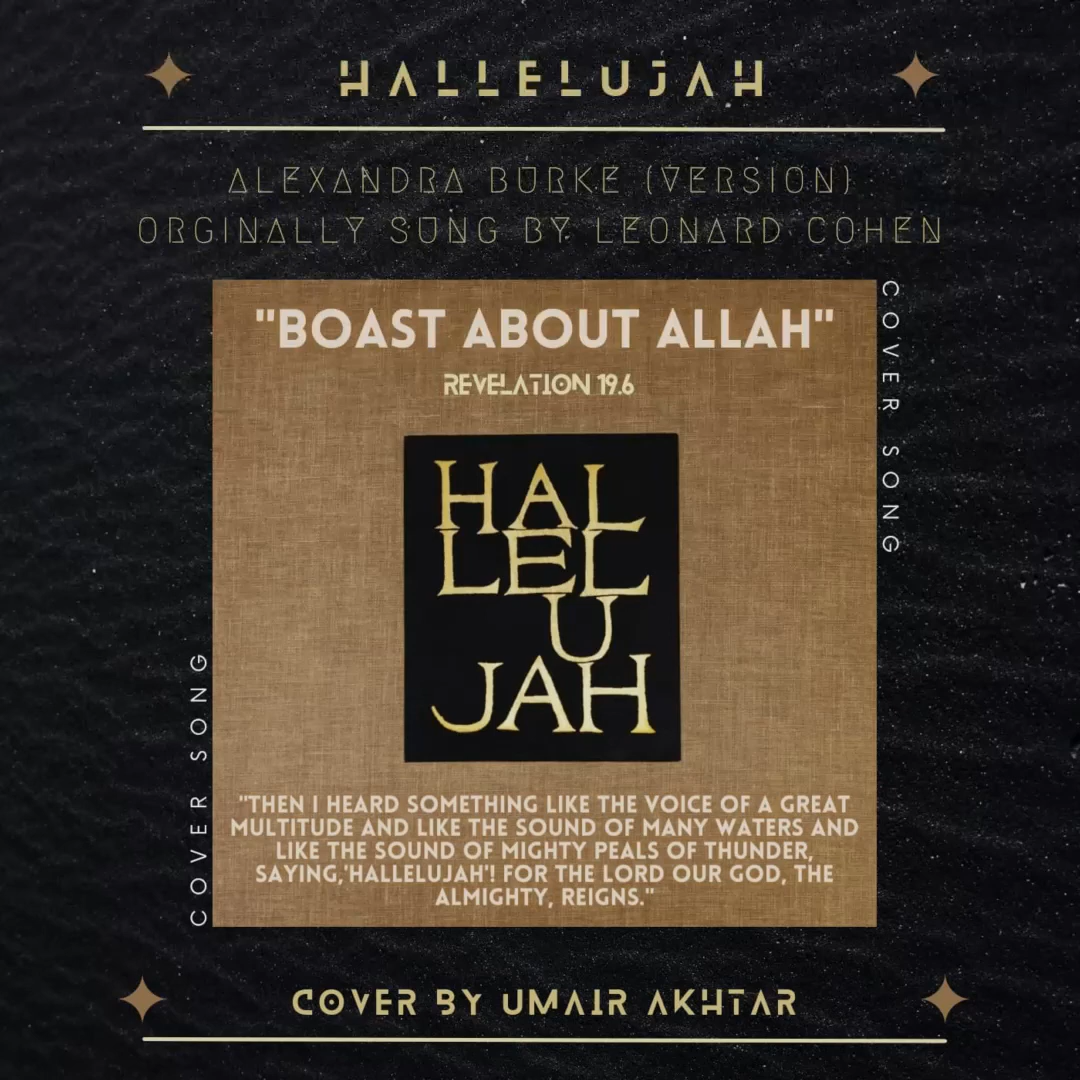 HALLELUJAH
ALEXANDRA BURKE (VERSION)
ORGINALLY SUNG BY LEONARD COHEN
COVER SONG
"BOAST ABOUT ALLAH"
REVELATION 19.6
HAL
LEL
U
JAH
COVER SONG
"THEN I HEARD SOMETHING LIKE THE VOICE OF A GREAT
MULTITUDE AND LIKE THE SOUND OF MANY WATERS AND
LIKE THE SOUND OF MIGHTY PEALS OF THUNDER,
SAYING,'HALLELUJAH'! FOR THE LORD OUR GOD, THE
ALMIGHTY, REIGNS."
COVER BY UMAIR AKHTAR